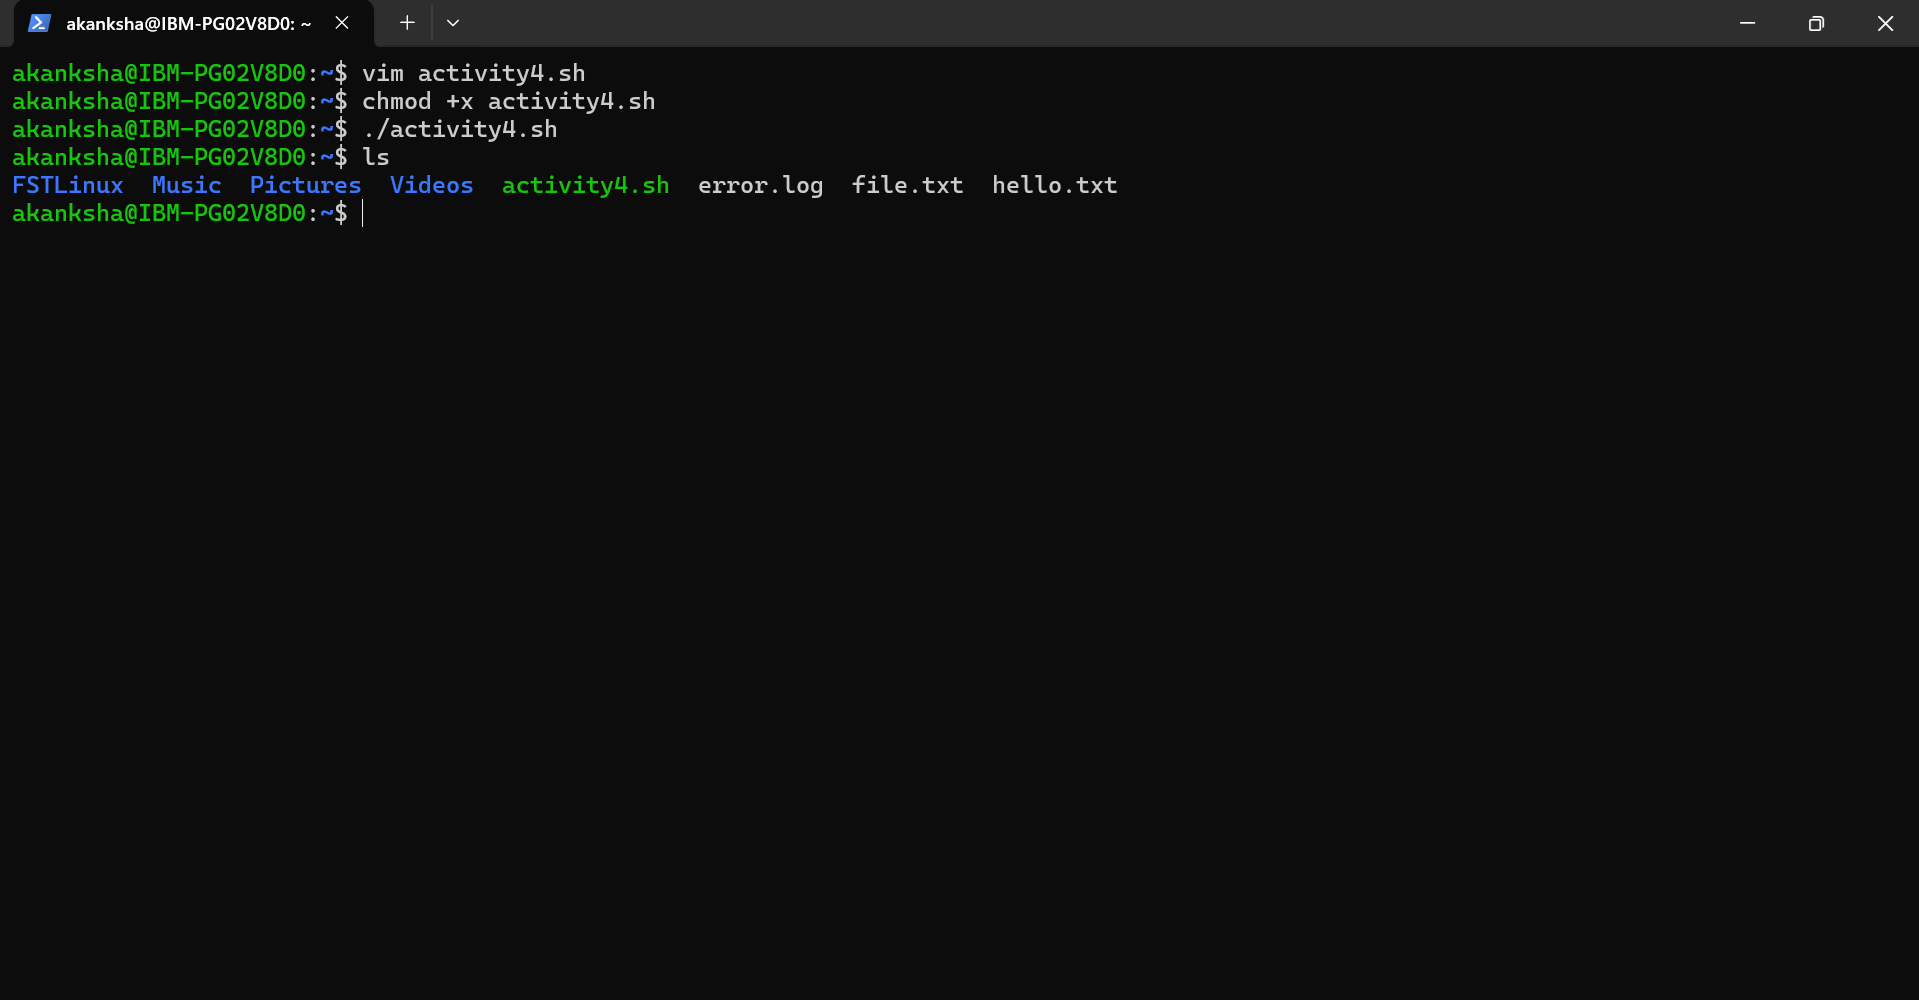 akanksha@IBM-PG02V8D0: ~
akanksha@IBM-PG02V8D0:~$ vim activity4.sh
akanksha@IBM-PG02V8D0:~$ chmod +x activity4.sh
akanksha@IBM-PG02V8D0:~$ ./activity4.sh
akanksha@IBM-PG02V8D0:~$ ls
FSTLinux  Music  Pictures  Videos  activity4.sh  error.log  file.txt  hello.txt
akanksha@IBM-PG02V8D0:~$